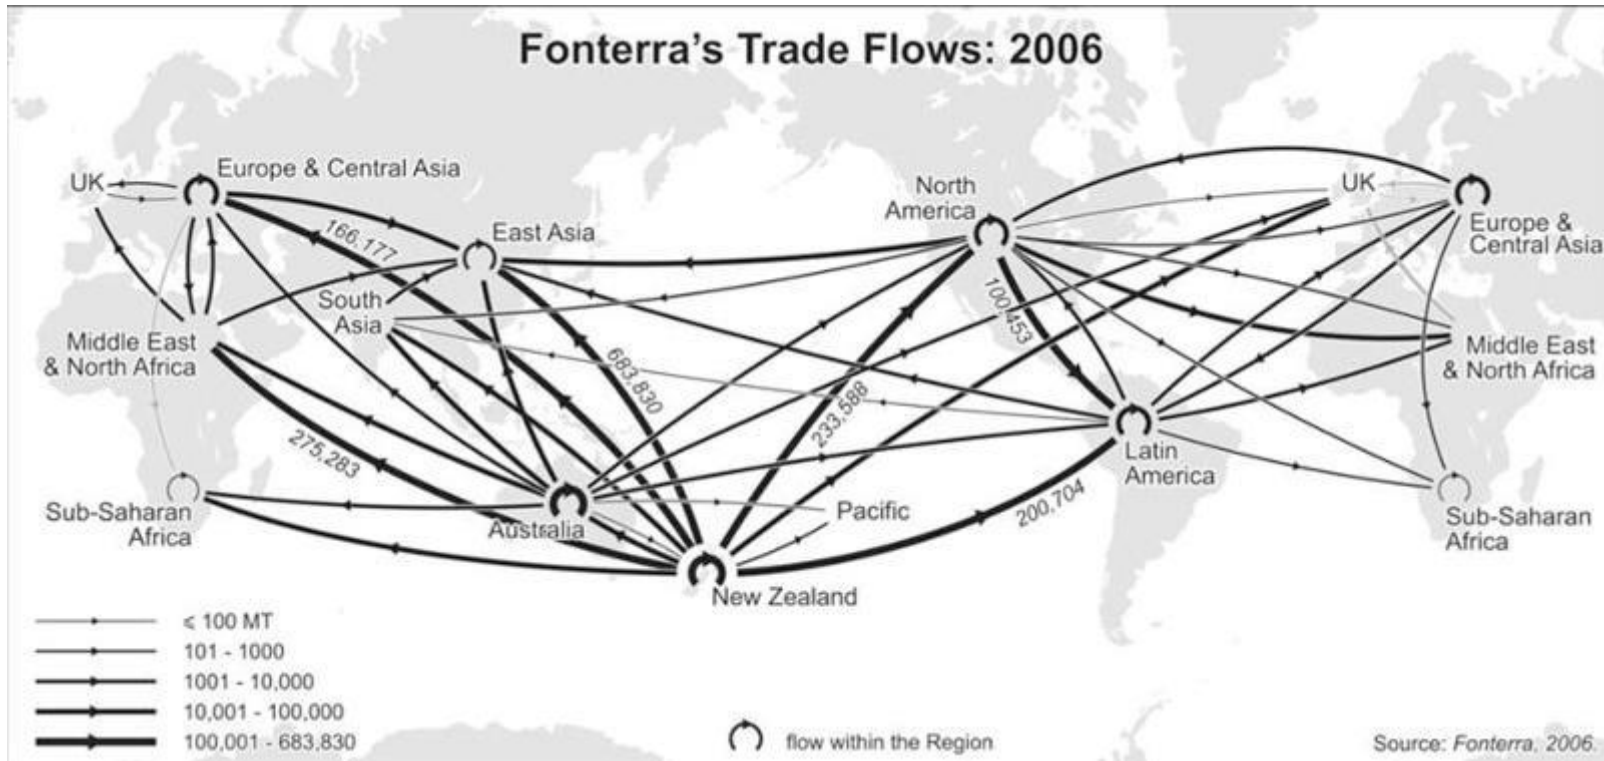 Fonterra's Trade Flows: 2006
UK
Europe & Central Asia
East Asia
South
Asia
Middle East
& North Africa
Sub-Saharan
Africa
Australia
New Zealand
Pacific
North
America
Latin
America
UK
Europe &
Central Asia
Middle East
& North Africa
Sub-Saharan
Africa
166,177
683,830
275,283
233,588
100,453
200,704
⩽ 100 MT
101 - 1000
1001 - 10,000
10,001 - 100,000
100,001 - 683,830
flow within the Region
Source: Fonterra, 2006.